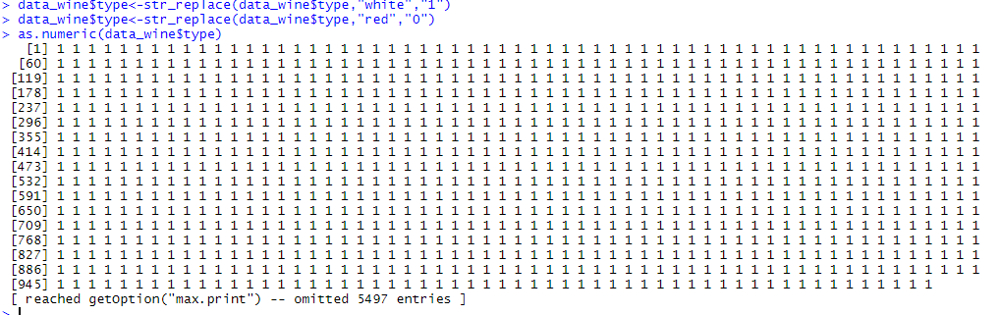 > data_wine$type<-str_replace(data_wine$type,"white","1")
> data_wine$type<-str_replace(data_wine$type,"red","0")
> as.numeric(data_wine$type)
[1] 1 1 1 1 1 1 1 1 1 1 1 1 1 1 1 1 1 1 1 1 1 1 1 1 1 1 1 1 1 1 1 1 1 1 1 1 1 1 1 1 1 1 1 1 1 1 1 1 1 1 1 1 1 1 1 1 1 1 1
[60] 1 1 1 1 1 1 1 1 1 1 1 1 1 1 1 1 1 1 1 1 1 1 1 1 1 1 1 1 1 1 1 1 1 1 1 1 1 1 1 1 1 1 1 1 1 1 1 1 1 1 1 1 1 1 1 1 1 1 1
[119] 1 1 1 1 1 1 1 1 1 1 1 1 1 1 1 1 1 1 1 1 1 1 1 1 1 1 1 1 1 1 1 1 1 1 1 1 1 1 1 1 1 1 1 1 1 1 1 1 1 1 1 1 1 1 1 1 1 1 1
[178] 1 1 1 1 1 1 1 1 1 1 1 1 1 1 1 1 1 1 1 1 1 1 1 1 1 1 1 1 1 1 1 1 1 1 1 1 1 1 1 1 1 1 1 1 1 1 1 1 1 1 1 1 1 1 1 1 1 1 1
[237] 1 1 1 1 1 1 1 1 1 1 1 1 1 1 1 1 1 1 1 1 1 1 1 1 1 1 1 1 1 1 1 1 1 1 1 1 1 1 1 1 1 1 1 1 1 1 1 1 1 1 1 1 1 1 1 1 1 1 1
[296] 1 1 1 1 1 1 1 1 1 1 1 1 1 1 1 1 1 1 1 1 1 1 1 1 1 1 1 1 1 1 1 1 1 1 1 1 1 1 1 1 1 1 1 1 1 1 1 1 1 1 1 1 1 1 1 1 1 1 1
[355] 1 1 1 1 1 1 1 1 1 1 1 1 1 1 1 1 1 1 1 1 1 1 1 1 1 1 1 1 1 1 1 1 1 1 1 1 1 1 1 1 1 1 1 1 1 1 1 1 1 1 1 1 1 1 1 1 1 1 1
[414] 1 1 1 1 1 1 1 1 1 1 1 1 1 1 1 1 1 1 1 1 1 1 1 1 1 1 1 1 1 1 1 1 1 1 1 1 1 1 1 1 1 1 1 1 1 1 1 1 1 1 1 1 1 1 1 1 1 1 1
[473] 1 1 1 1 1 1 1 1 1 1 1 1 1 1 1 1 1 1 1 1 1 1 1 1 1 1 1 1 1 1 1 1 1 1 1 1 1 1 1 1 1 1 1 1 1 1 1 1 1 1 1 1 1 1 1 1 1 1 1
[532] 1 1 1 1 1 1 1 1 1 1 1 1 1 1 1 1 1 1 1 1 1 1 1 1 1 1 1 1 1 1 1 1 1 1 1 1 1 1 1 1 1 1 1 1 1 1 1 1 1 1 1 1 1 1 1 1 1 1 1
[591] 1 1 1 1 1 1 1 1 1 1 1 1 1 1 1 1 1 1 1 1 1 1 1 1 1 1 1 1 1 1 1 1 1 1 1 1 1 1 1 1 1 1 1 1 1 1 1 1 1 1 1 1 1 1 1 1 1 1 1
[650] 1 1 1 1 1 1 1 1 1 1 1 1 1 1 1 1 1 1 1 1 1 1 1 1 1 1 1 1 1 1 1 1 1 1 1 1 1 1 1 1 1 1 1 1 1 1 1 1 1 1 1 1 1 1 1 1 1 1 1
[709] 1 1 1 1 1 1 1 1 1 1 1 1 1 1 1 1 1 1 1 1 1 1 1 1 1 1 1 1 1 1 1 1 1 1 1 1 1 1 1 1 1 1 1 1 1 1 1 1 1 1 1 1 1 1 1 1 1 1 1
[768] 1 1 1 1 1 1 1 1 1 1 1 1 1 1 1 1 1 1 1 1 1 1 1 1 1 1 1 1 1 1 1 1 1 1 1 1 1 1 1 1 1 1 1 1 1 1 1 1 1 1 1 1 1 1 1 1 1 1 1
[827] 1 1 1 1 1 1 1 1 1 1 1 1 1 1 1 1 1 1 1 1 1 1 1 1 1 1 1 1 1 1 1 1 1 1 1 1 1 1 1 1 1 1 1 1 1 1 1 1 1 1 1 1 1 1 1 1 1 1 1
[886] 1 1 1 1 1 1 1 1 1 1 1 1 1 1 1 1 1 1 1 1 1 1 1 1 1 1 1 1 1 1 1 1 1 1 1 1 1 1 1 1 1 1 1 1 1 1 1 1 1 1 1 1 1 1 1 1 1 1 1
[945] 1 1 1 1 1 1 1 1 1 1 1 1 1 1 1 1 1 1 1 1 1 1 1 1 1 1 1 1 1 1 1 1 1 1 1 1 1 1 1 1 1 1 1 1 1 1 1 1 1 1 1 1 1 1 1 1
[ reached getOption("max.print") -- omitted 5497 entries ]
>